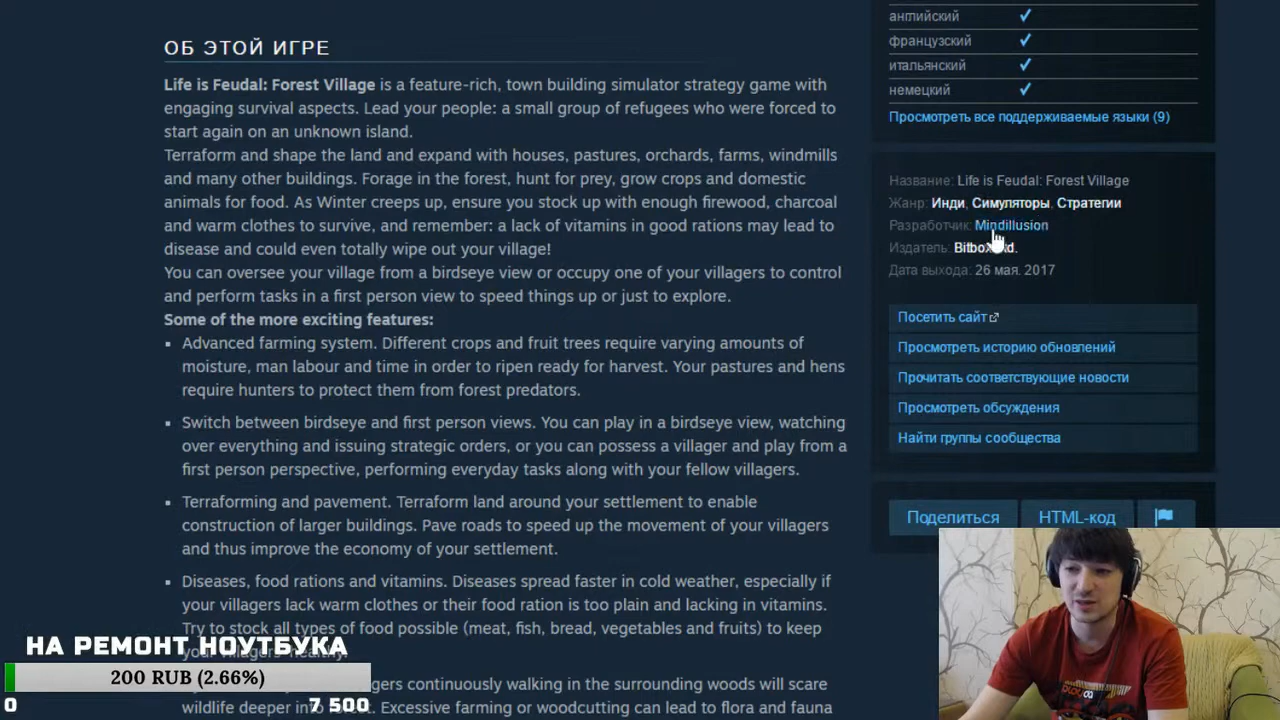 ОБ ЭТОЙ ИГРЕ
Life is Feudal: Forest Village is a feature-rich, town building simulator strategy game with
engaging survival aspects. Lead your people: a small group of refugees who were forced to
start again on an unknown island.
Terraform and shape the land and expand with houses, pastures, orchards, farms, windmills
and many other buildings. Forage in the forest, hunt for prey, grow crops and domestic
animals for food. As Winter creeps up, ensure you stock up with enough firewood, charcoal
and warm clothes to survive, and remember: a lack of vitamins in good rations may lead to
disease and could even totally wipe out your village!
You can oversee your village from a birdseye view or occupy one of your villagers to control
and perform tasks in a first person view to speed things up or just to explore.
Some of the more exciting features:
Advanced farming system. Different crops and fruit trees require varying amounts of
moisture, man labour and time in order to ripen ready for harvest. Your pastures and hens
require hunters to protect them from forest predators.
Switch between birdseye and first person views. You can play in a birdseye view, watching
over everything and issuing strategic orders, or you can possess a villager and play from a
first person perspective, performing everyday tasks along with your fellow villagers.
Terraforming and pavement. Terraform land around your settlement to enable
construction of larger buildings. Pave roads to speed up the movement of your villagers
and thus improve the economy of your settlement.
Diseases, food rations and vitamins. Diseases spread faster in cold weather, especially if
your villagers lack warm clothes or their food ration is too plain and lacking in vitamins.
Try to stock all types of food possible (meat, fish, bread, vegetables and fruits) to keep
your villagers healthy.
continuously walking in the surrounding woods will scare
wildlife deeper into Excessive farming or woodcutting can lead to flora and fauna
английский
французский
итальянский
немецкий
Просмотреть все поддерживаемые языки (9)
Название: Life is Feudal: Forest Village
Жанр: Инди, Симуляторы, Стратегии
Разработчик: Mindillusion
Издатель:
Дата выхода: 26 мая. 2017
Посетить сайт
Просмотреть историю обновлений
Прочитать соответствующие новости
Просмотреть обсуждения
Найти группы сообщества
Поделиться
HTML-код
НА РЕМОНТ НОУТБУКА
200 RUB (2.66%)
0
7 500